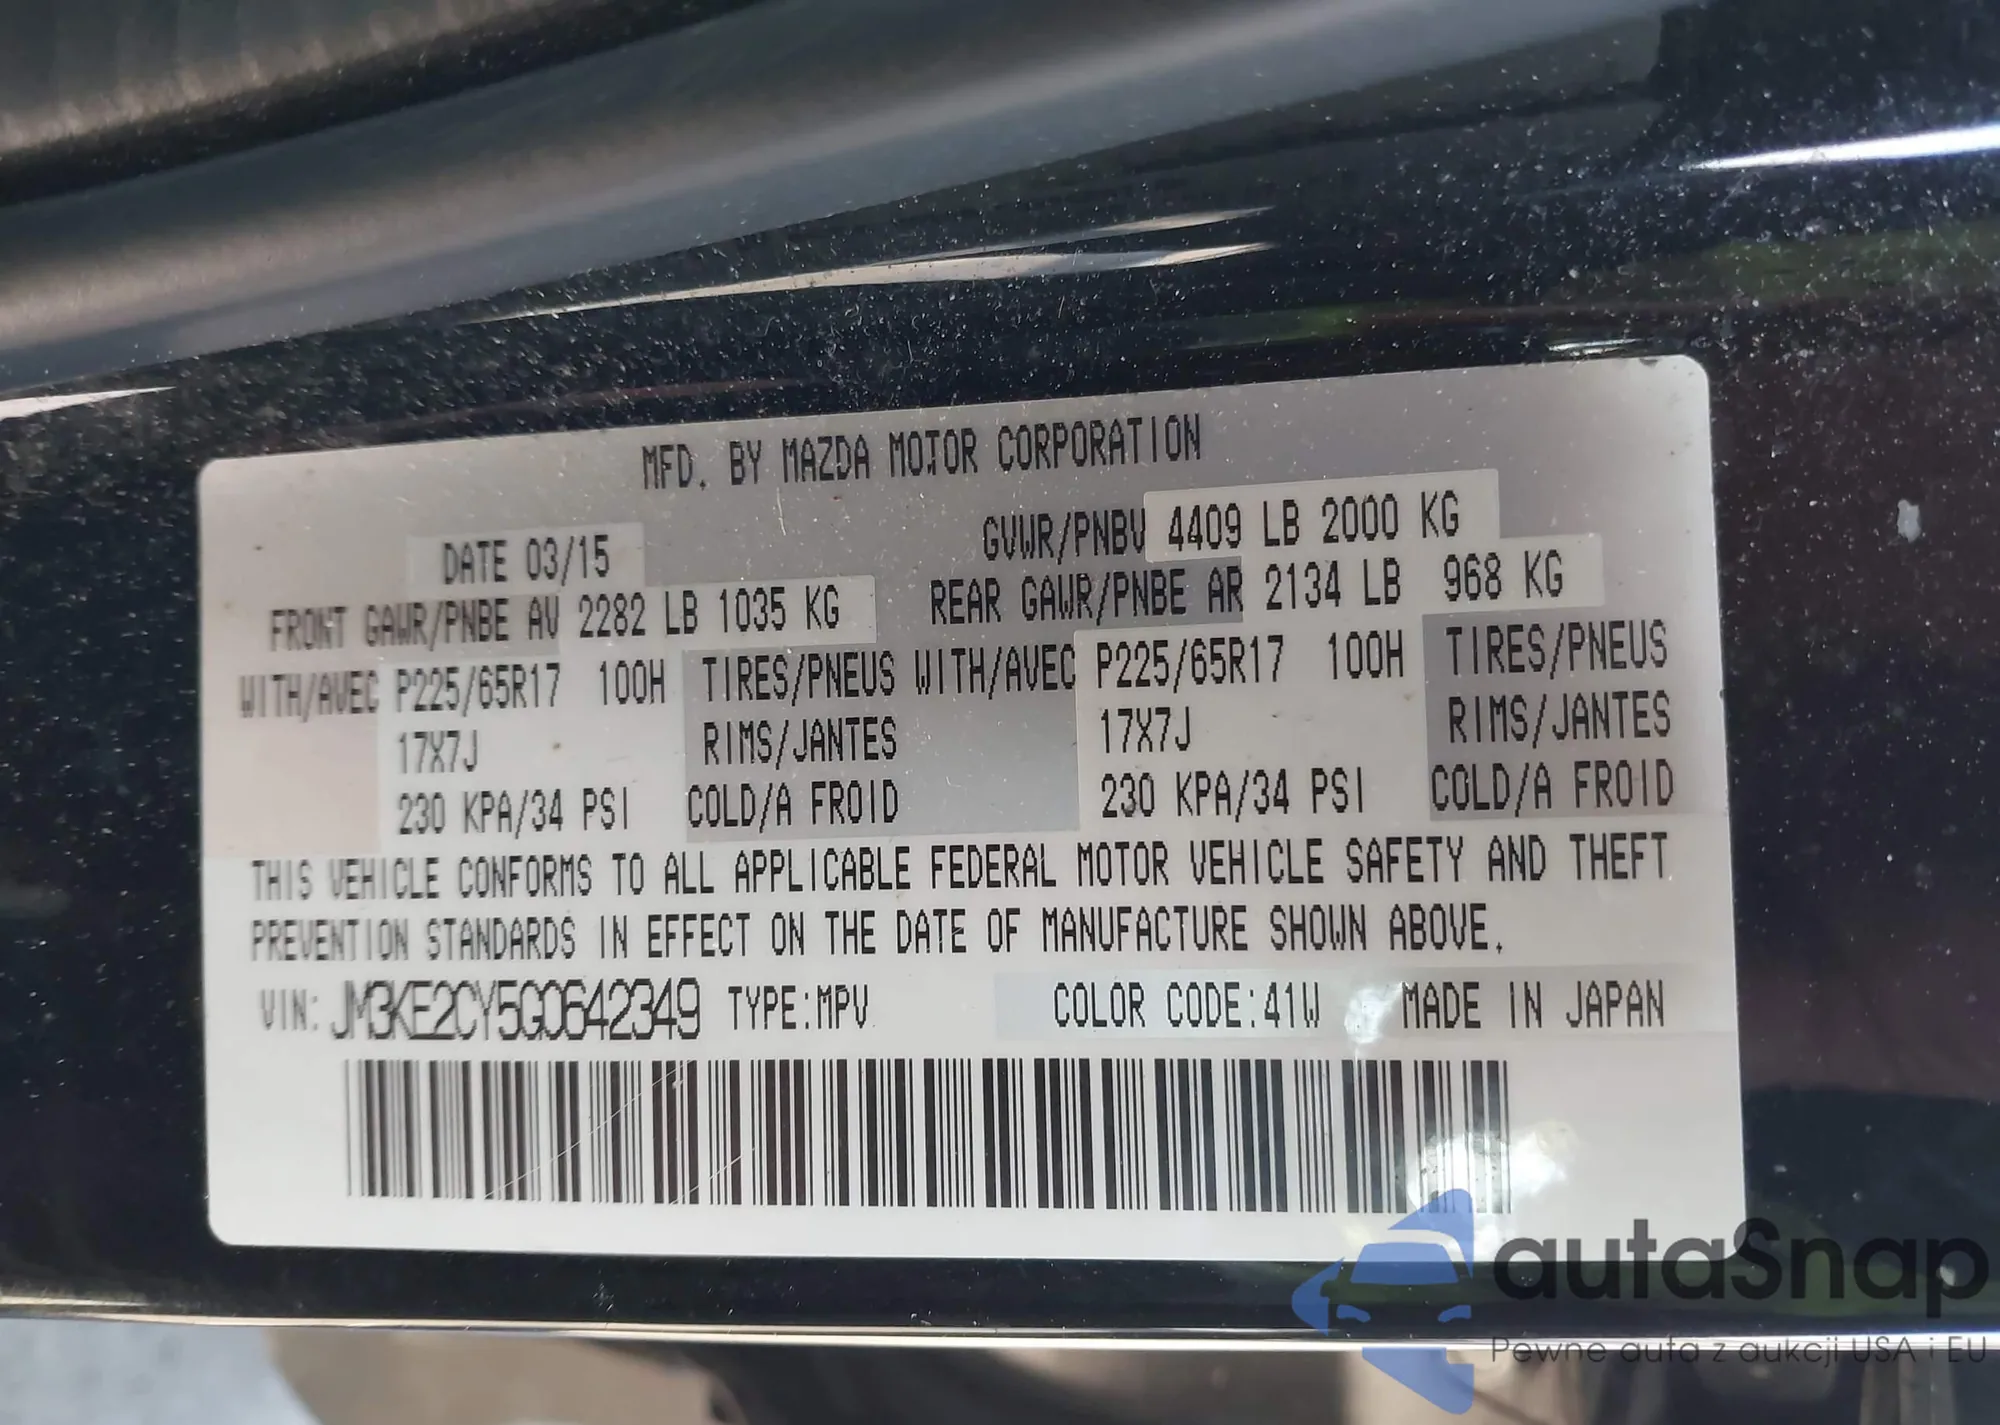 MFD. BY MAZDA MOTOR CORPORATION
DATE 03/15 GVWR/PNBV 4409 LB 2000 KG
FRONT GAWR/PNBE AV 2282 LB 1035 KG REAR GAWR/PNBE AR 2134 LB 968 KG
WITH/AVEC P225/65R17 100H TIRES/PNEUS WITH/AVEC P225/65R17 100H TIRES/PNEUS
17X7J RIMS/JANTES 17X7J RIMS/JANTES
230 KPA/34 PSI COLD/A FROID 230 KPA/34 PSI COLD/A FROID
THIS VEHICLE CONFORMS TO ALL APPLICABLE FEDERAL MOTOR VEHICLE SAFETY AND THEFT
PREVENTION STANDARDS IN EFFECT ON THE DATE OF MANUFACTURE SHOWN ABOVE.
VIN: JM3KE2CY5G0642349 TYPE:MPV COLOR CODE:41W MADE IN JAPAN
autaSnap
Pewne auta z aukcji USA i EU